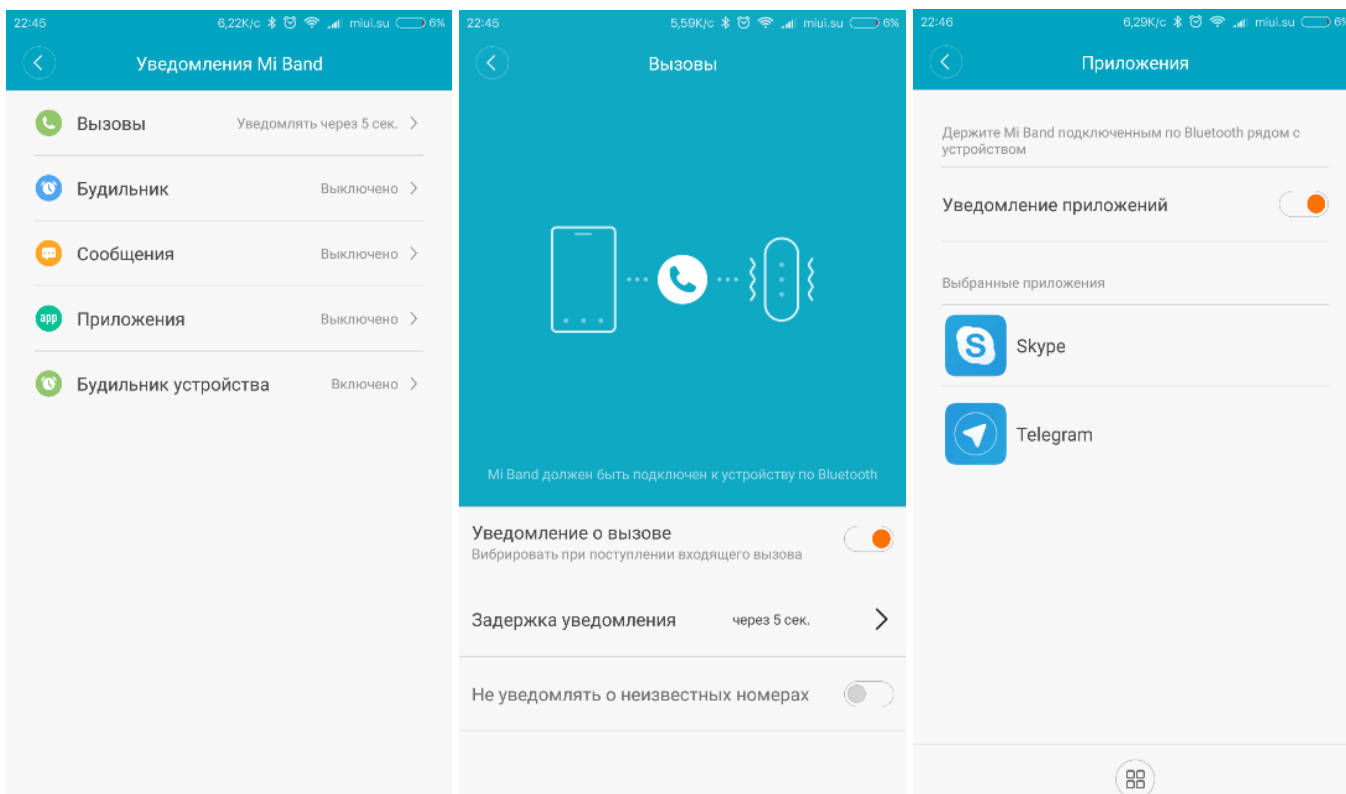 22:45 6,22K/c miui.su 6%
Уведомления Mi Band
Вызовы Уведомлять через 5 сек.
Будильник Выключено
Сообщения Выключено
app Приложения Выключено
Будильник устройства Включено
22:45 5,59K/c miui.su 6%
Вызовы
Mi Band должен быть подключен к устройству по Bluetooth
Уведомление о вызове
Вибрировать при поступлении входящего вызова
Задержка уведомления через 5 сек.
Не уведомлять о неизвестных номерах
22:46 6,29K/c miui.su 6%
Приложения
Держите Mi Band подключенным по Bluetooth рядом с
устройством
Уведомление приложений
Выбранные приложения
S Skype
Telegram